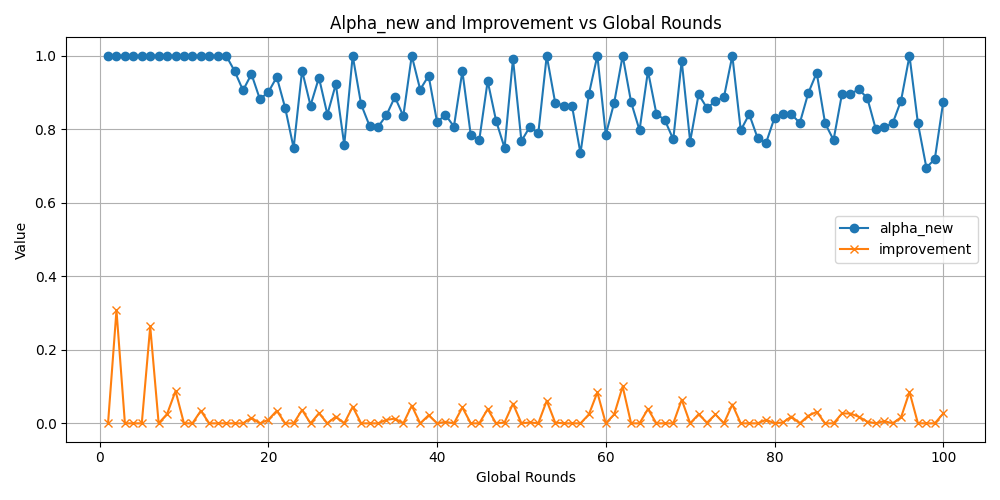 Alpha_new and Improvement vs Global Rounds
1.0
0.8
0.6
0.4
0.2
0.0
Value
alpha_new
improvement
0
20
40
60
80
100
Global Rounds